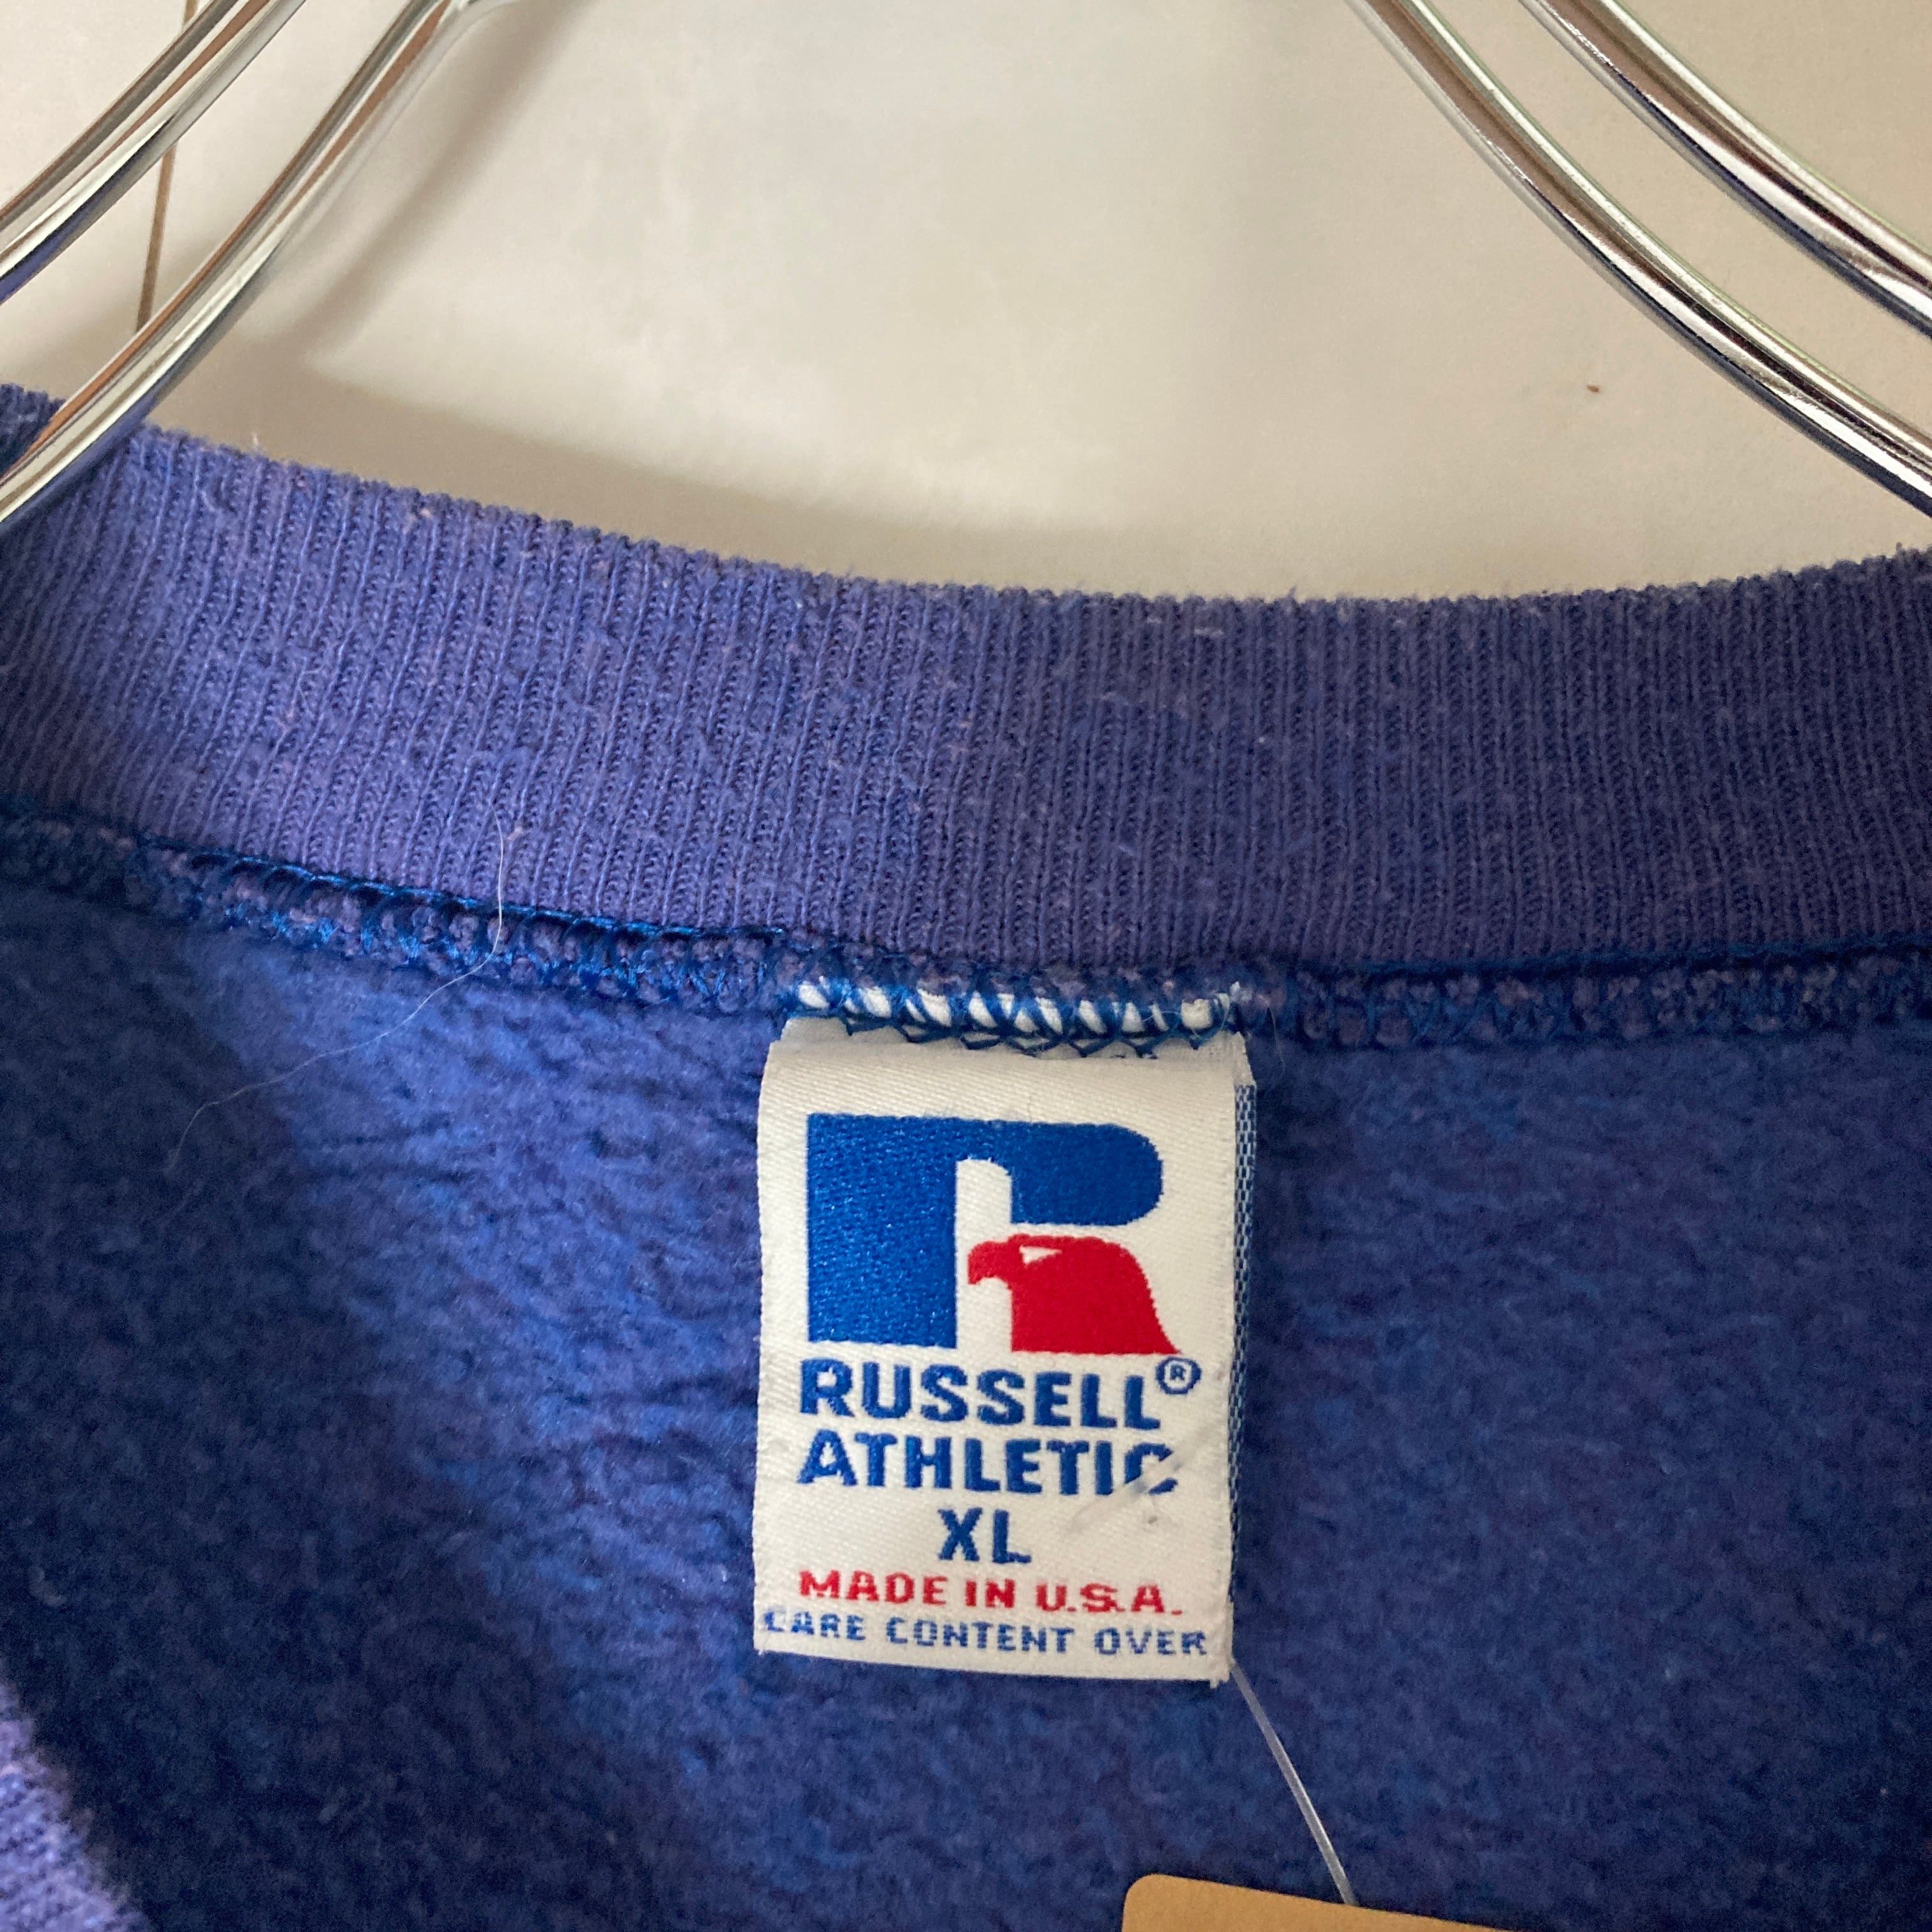 RUSSELL®
ATHLETIC
XL
MADE IN U.S.A.
CARE CONTENT OVER